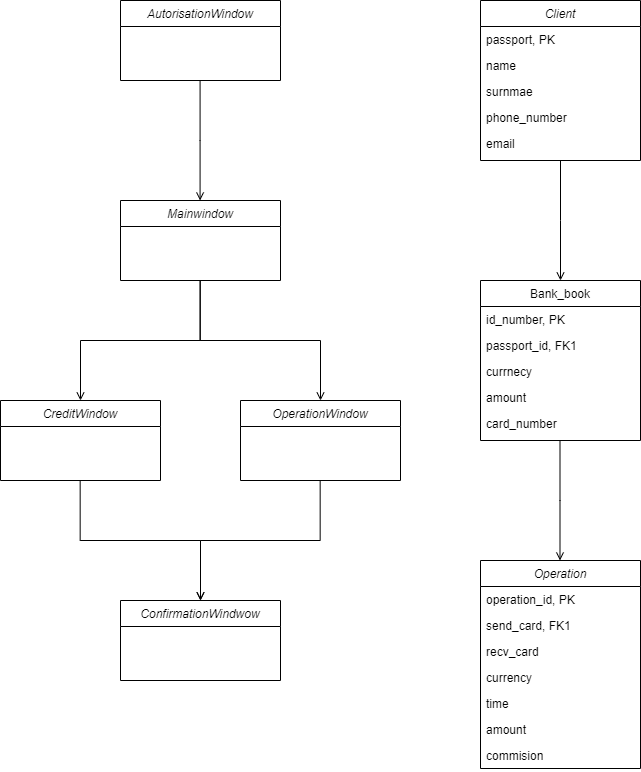 AutorisationWindow
Mainwindow
CreditWindow
OperationWindow
ConfirmationWindwow
Client
passport, PK
name
surnmae
phone_number
email
Bank_book
id_number, PK
passport_id, FK1
currnecy
amount
card_number
Operation
operation_id, PK
send_card, FK1
recv_card
currency
time
amount
commision